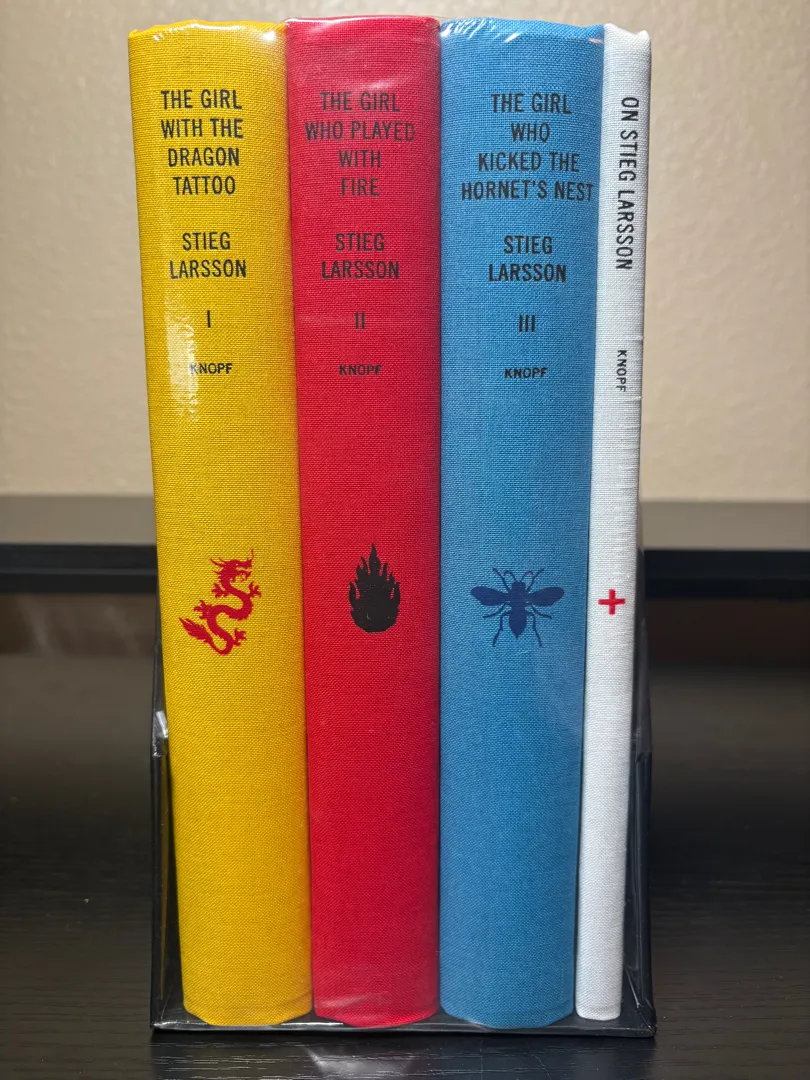 THE GIRL
WITH THE
DRAGON
TATTOO
STIEG
LARSSON
I
KNOPF
THE GIRL
WHO PLAYED
WITH
FIRE
STIEG
LARSSON
II
KNOPF
THE GIRL
WHO
KICKED THE
HORNET'S NEST
STIEG
LARSSON
III
KNOPF
ON STIEG LARSSON
KNOPF